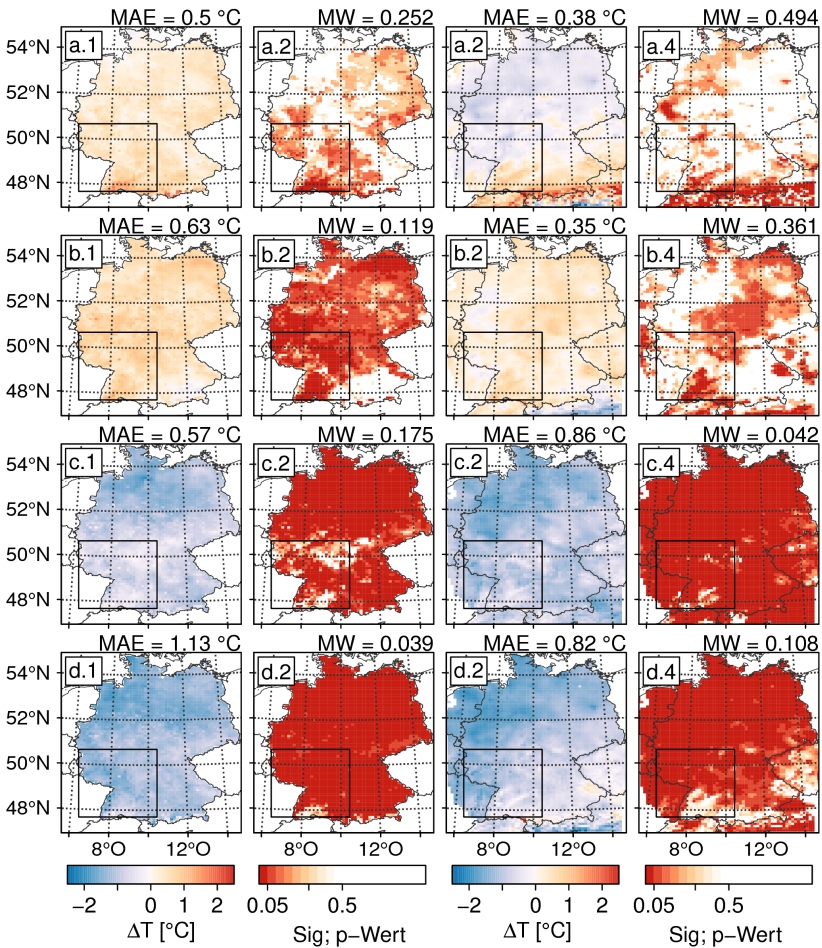 MAE = 0.5 °C MW = 0.252 MAE = 0.38 °C MW = 0.494
54°N a.1 a.2 a.2 a.4
52°N
50°N
48°N
MAE = 0.63 °C MW = 0.119 MAE = 0.35 °C MW = 0.361
54°N b.1 b.2 b.2 b.4
52°N
50°N
48°N
MAE = 0.57 °C MW = 0.175 MAE = 0.86 °C MW = 0.042
54°N c.1 c.2 c.2 c.4
52°N
50°N
48°N
MAE = 1.13 °C MW = 0.039 MAE = 0.82 °C MW = 0.108
54°N d.1 d.2 d.2 d.4
52°N
50°N
48°N
8°O 12°O 8°O 12°O 8°O 12°O 8°O 12°O
−2 0 1 2 0.05 0.5 −2 0 1 2 0.05 0.5
ΔT [°C] Sig; p−Wert ΔT [°C] Sig; p−Wert